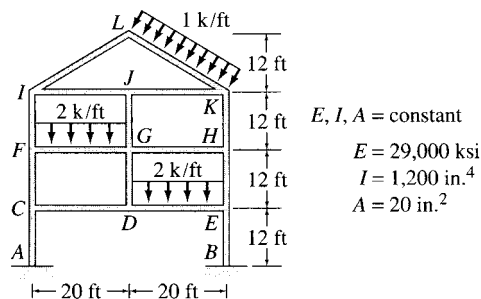 L
1 k/ft
12 ft
I
J
K
2 k/ft
12 ft
E, I, A = constant
F
G
H
E = 29,000 ksi
2 k/ft
12 ft
I = 1,200 in.⁴
C
D
E
A = 20 in.²
12 ft
A
B
20 ft
20 ft